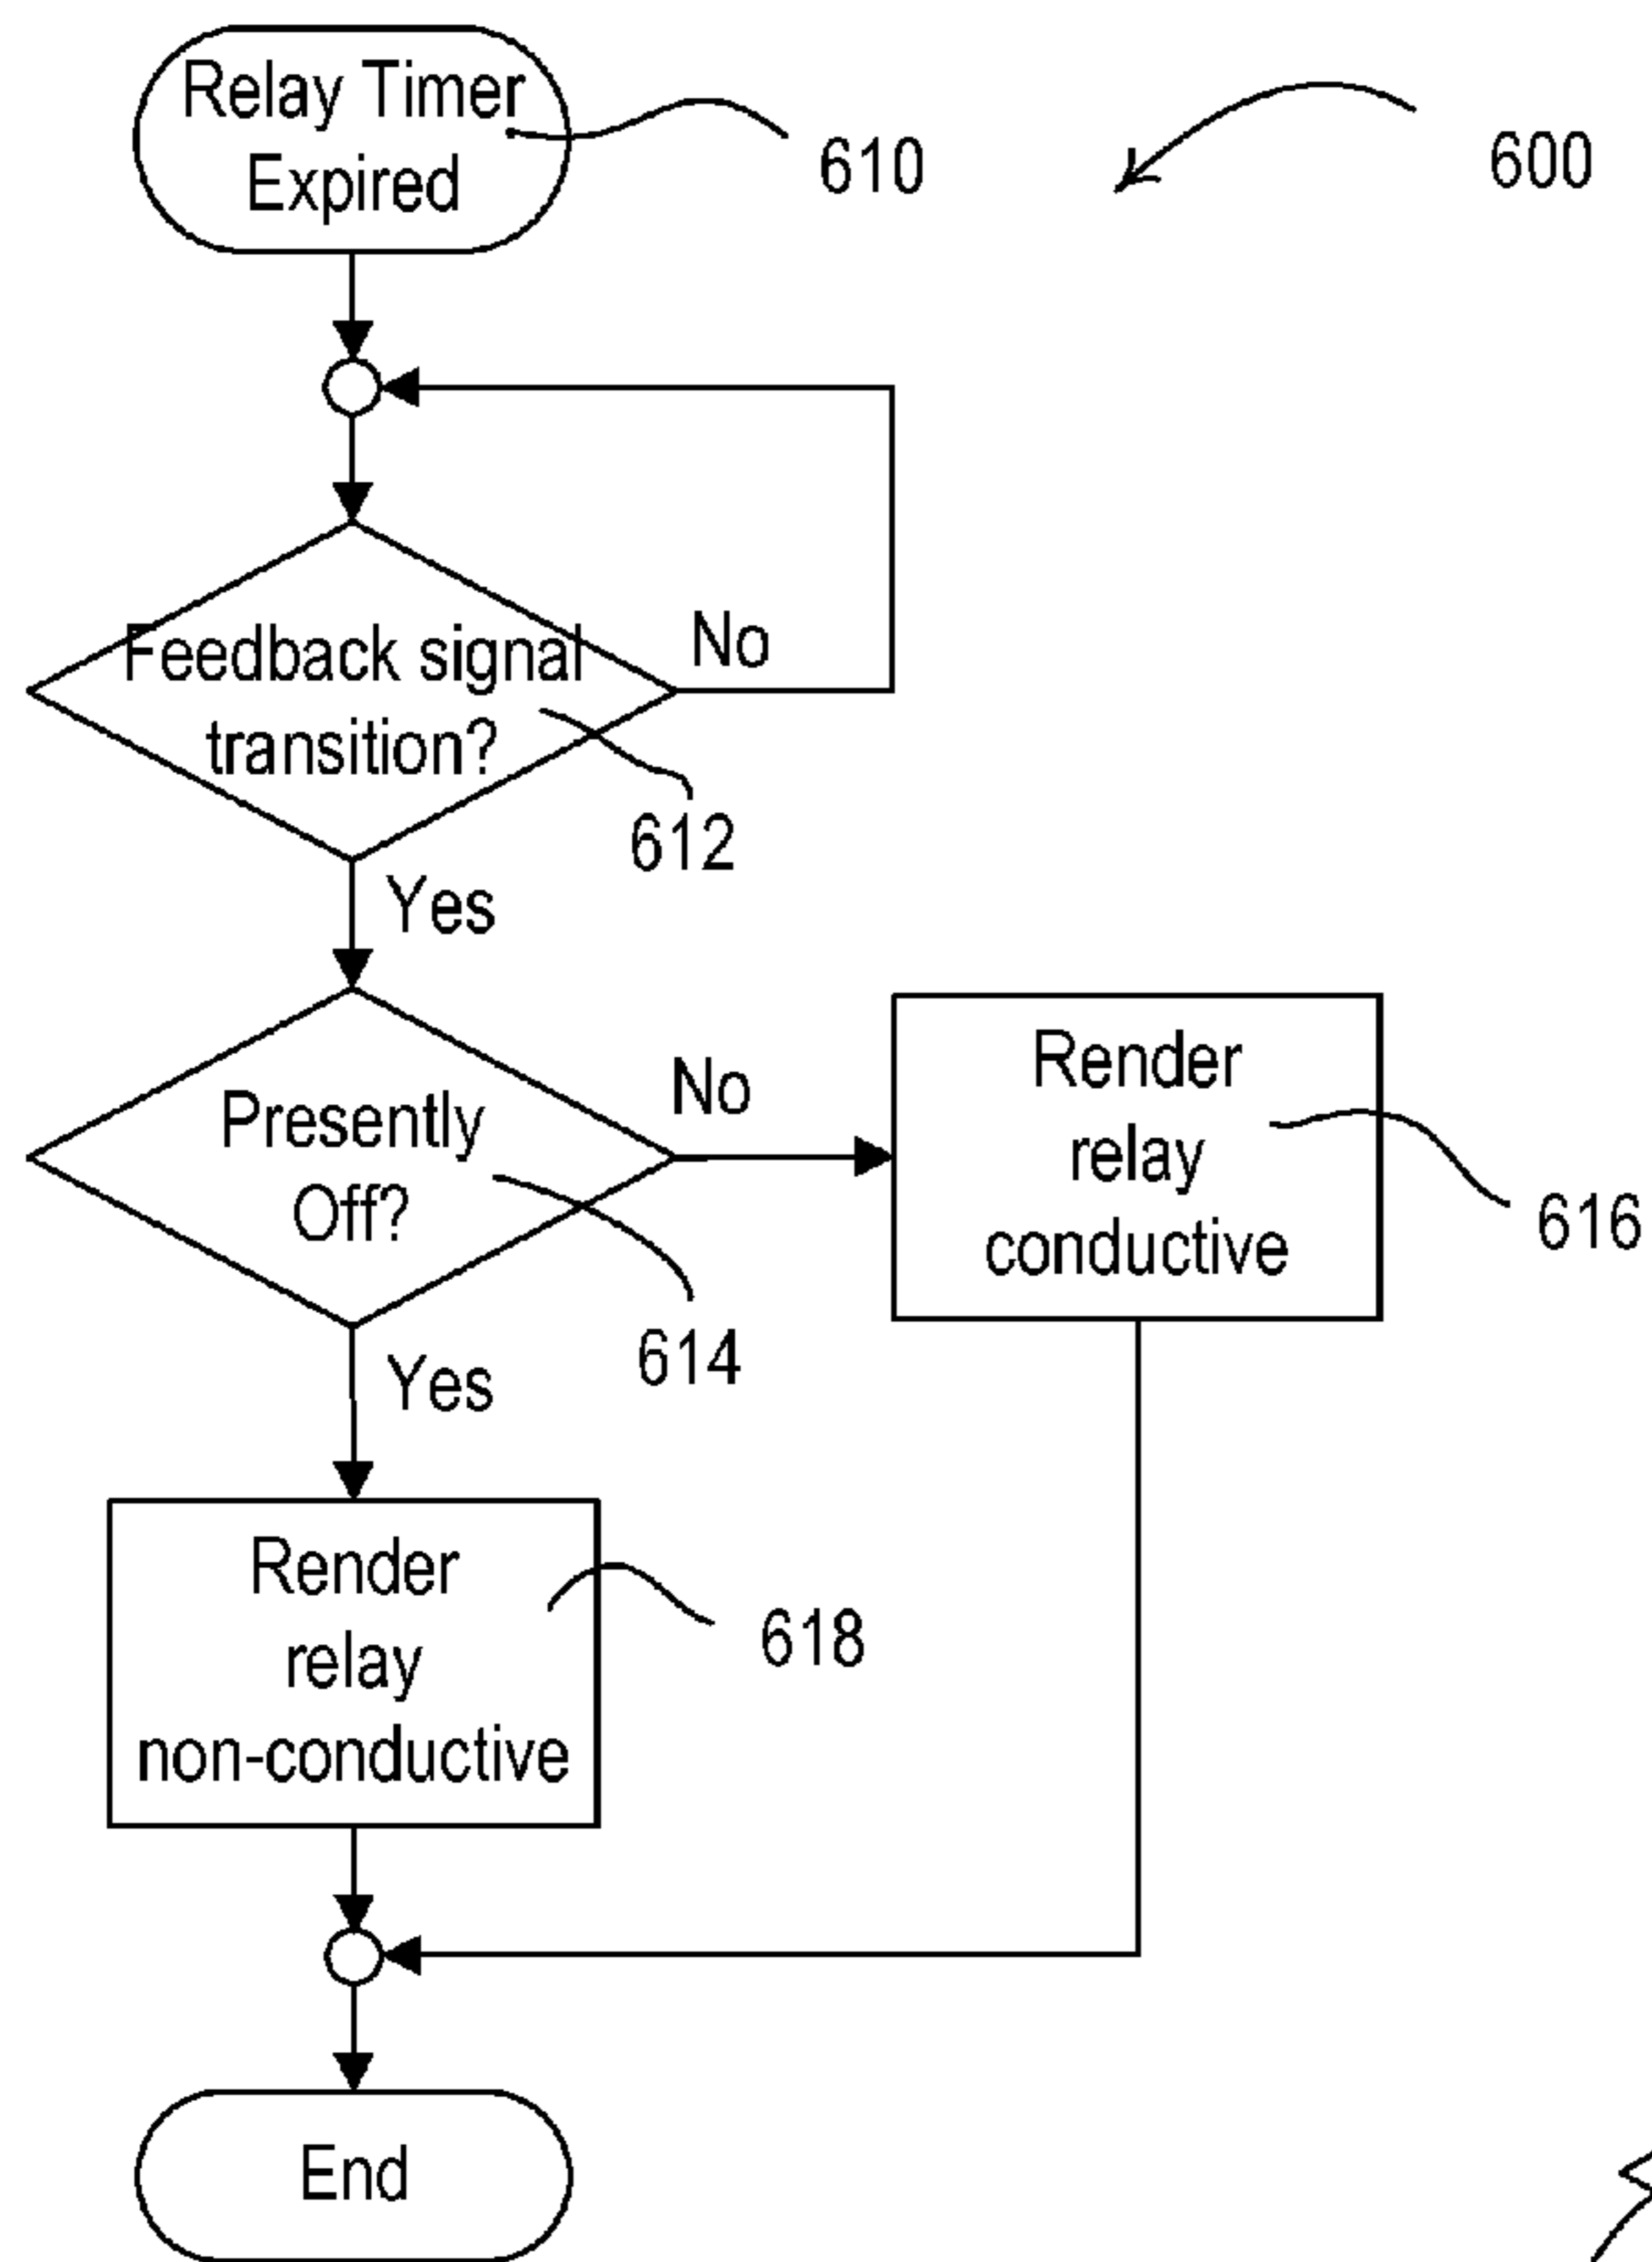 Relay Timer
Expired
610
600
Feedback signal
transition?
No
612
Yes
Presently
Off?
No
614
Render
relay
conductive
616
Yes
Render
relay
non-conductive
618
End